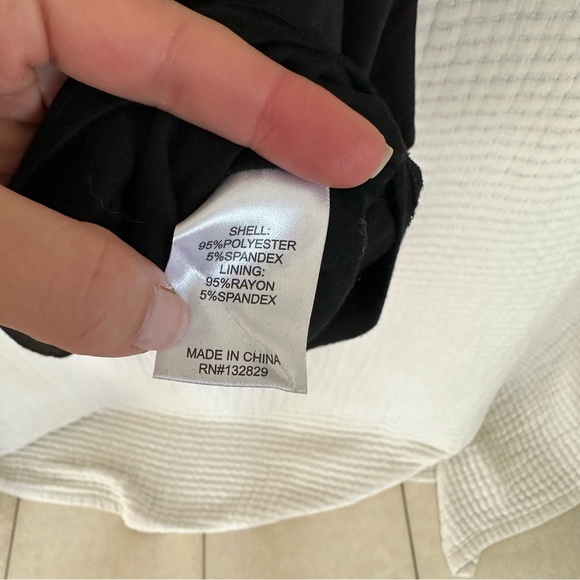 SHELL:
95%POLYESTER
5%SPANDEX
LINING:
95%RAYON
5%SPANDEX
MADE IN CHINA
RN#132829